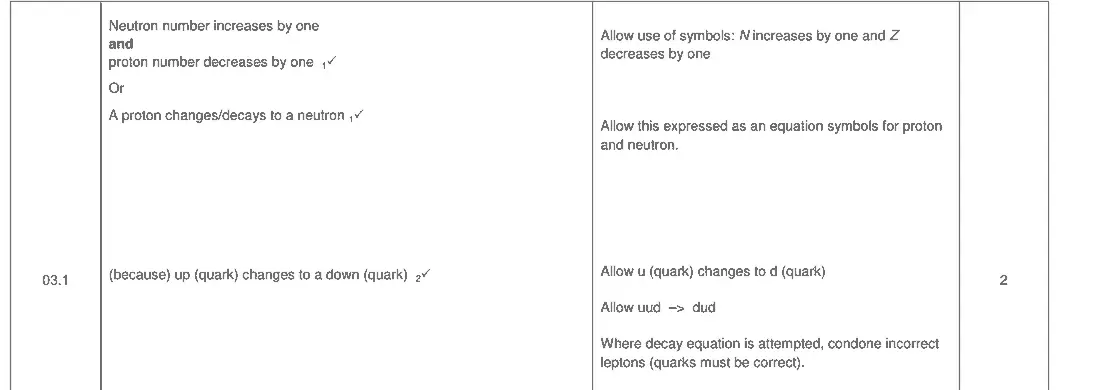 Neutron number increases by one
and
proton number decreases by one 1✓
Or
A proton changes/decays to a neutron 1✓
Allow use of symbols: N increases by one and Z
decreases by one
Allow this expressed as an equation symbols for proton
and neutron.
03.1
(because) up (quark) changes to a down (quark) 2✓
Allow u (quark) changes to d (quark)
Allow uud –> dud
Where decay equation is attempted, condone incorrect
leptons (quarks must be correct).
2